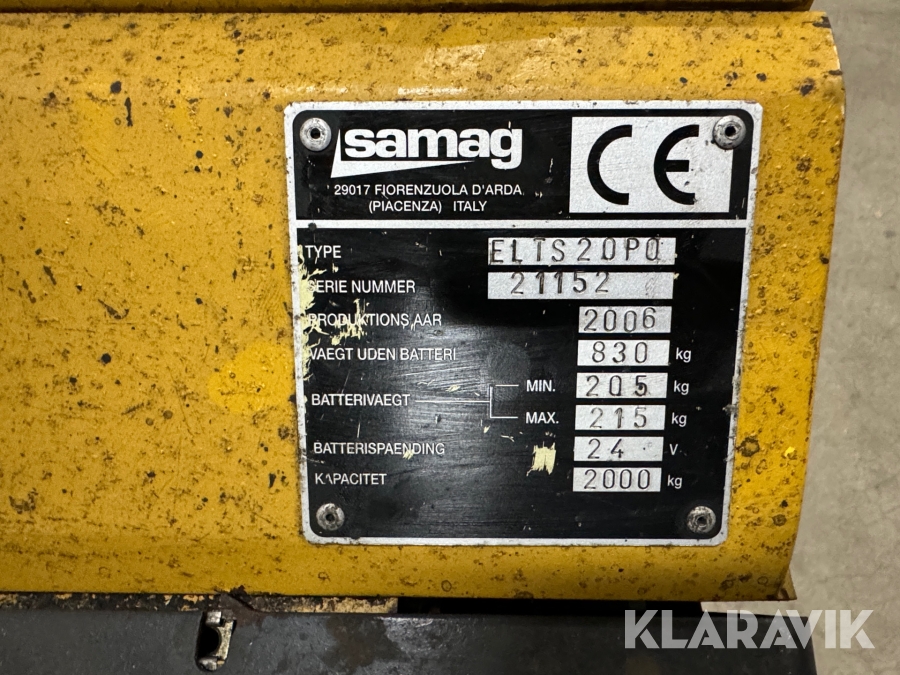 samag
CE
29017 FIORENZUOLA D'ARDA
(PIACENZA) ITALY
TYPE ELTS20PO
SERIE NUMMER 21152
PRODUKTIONS AAR 2006
VAEGT UDEN BATTERI 830 kg
BATTERIVAEGT MIN. 205 kg
MAX. 215 kg
BATTERISPAENDING 24 V
KAPACITET 2000 kg
KLARAVIK